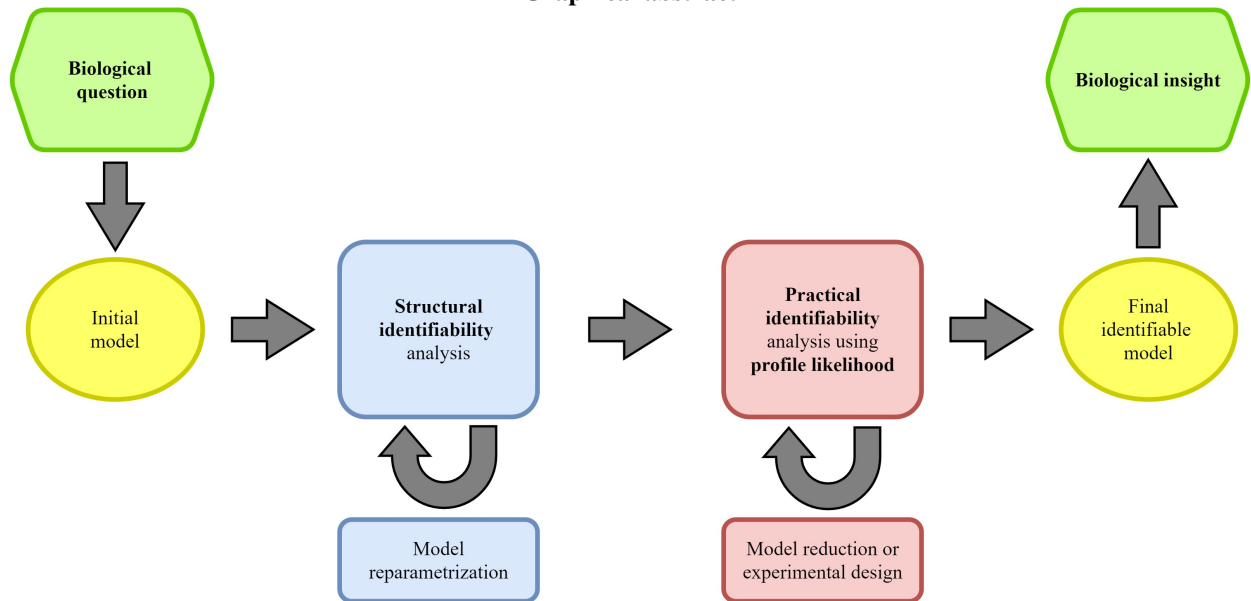 Biological
question
Biological insight
Initial
model
Structural
identifiability
analysis
Practical
identifiability
analysis using
profile likelihood
Final
identifiable
model
Model
reparametrization
Model reduction or
experimental design